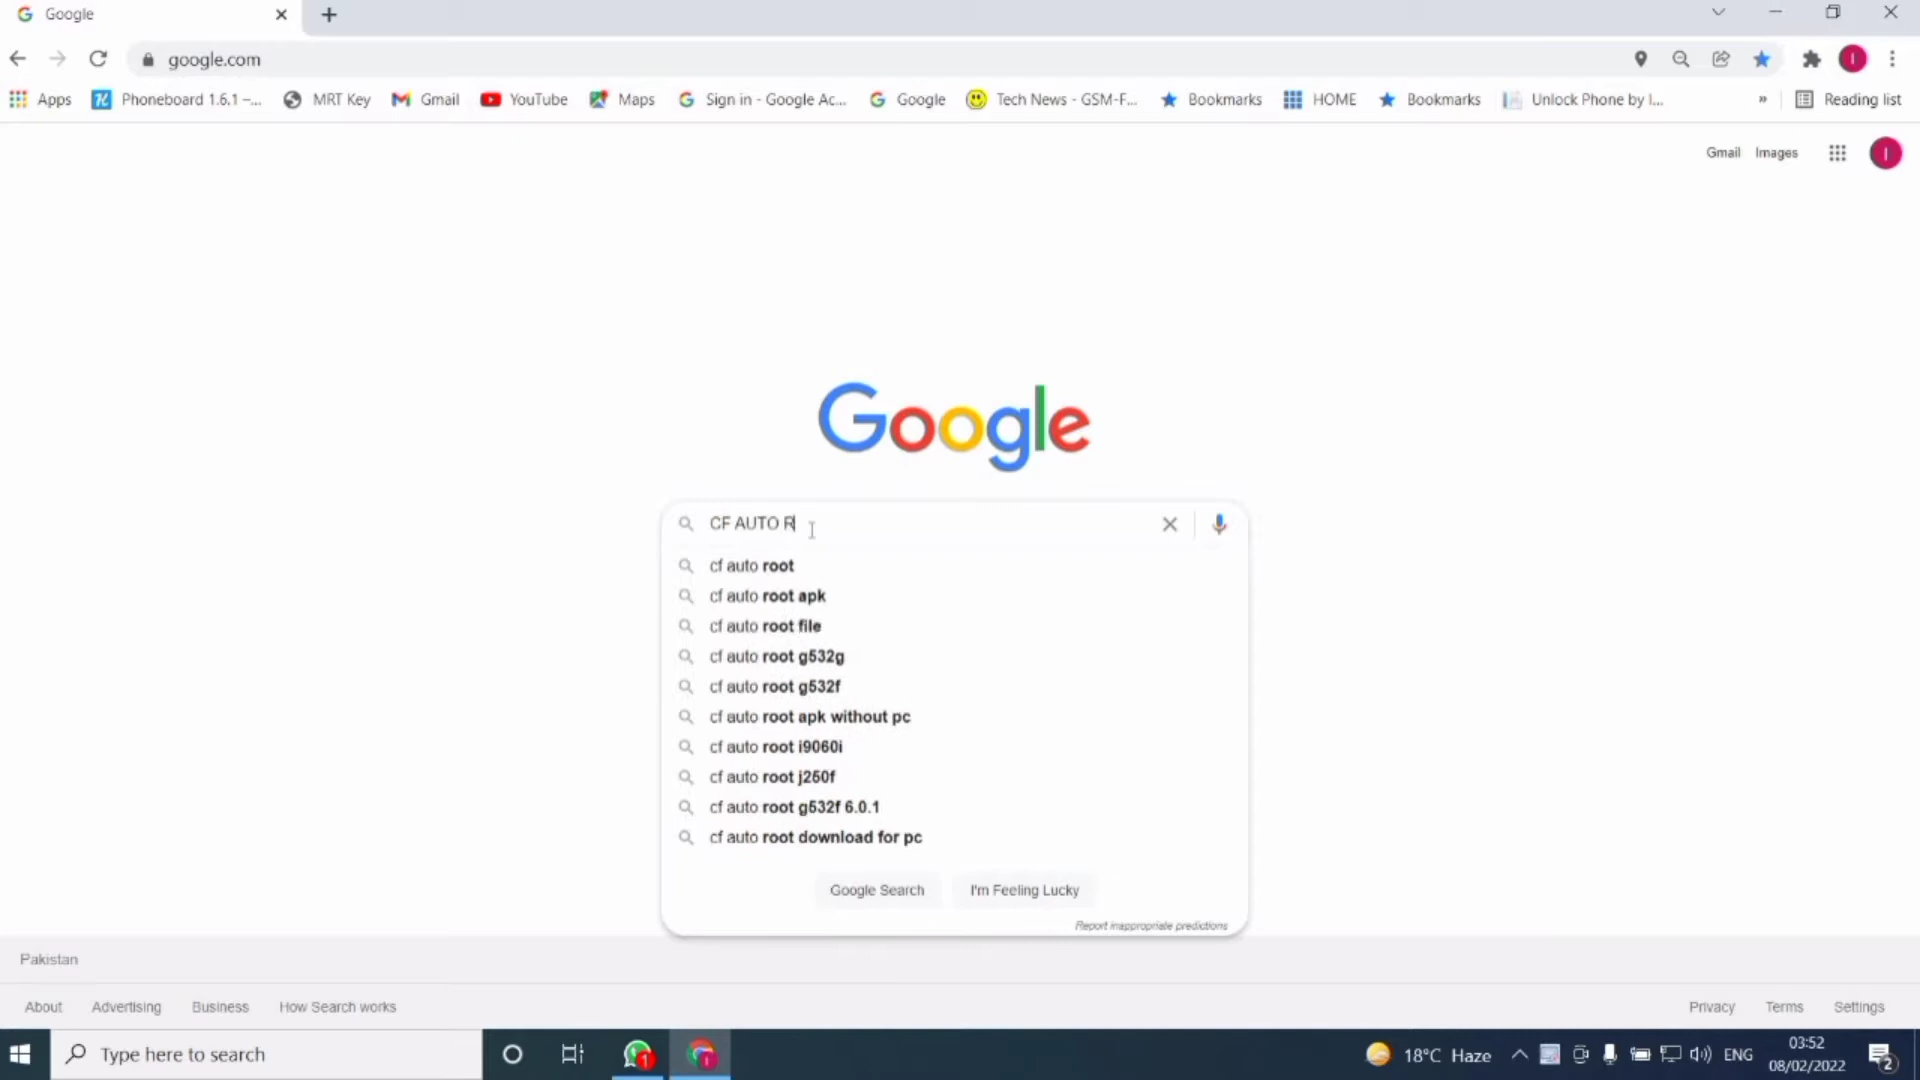 Google
google.com
Apps Phoneboard 1.6.1 –... MRT Key Gmail YouTube Maps Sign in - Google Ac... Google Tech News - GSM-F... Bookmarks HOME Bookmarks Unlock Phone by I... » Reading list
Gmail Images I
Google
CF AUTO R
cf auto root
cf auto root apk
cf auto root file
cf auto root g532g
cf auto root g532f
cf auto root apk without pc
cf auto root i9060i
cf auto root j250f
cf auto root g532f 6.0.1
cf auto root download for pc
Google Search I'm Feeling Lucky
Report inappropriate predictions
Pakistan
About Advertising Business How Search works Privacy Terms Settings
Type here to search 1 18°C Haze ENG 03:52
08/02/2022 2